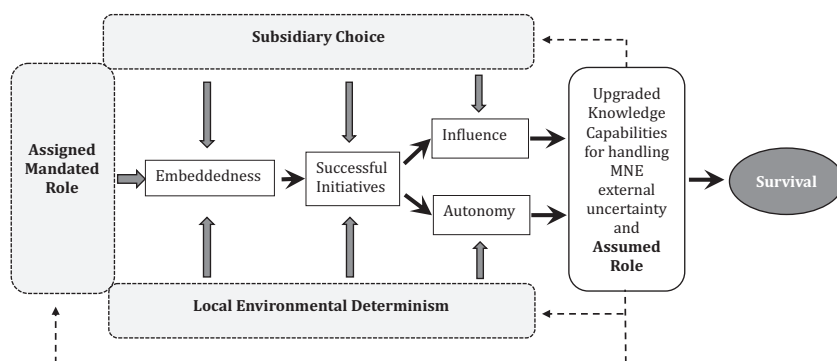 Subsidiary Choice
Assigned
Mandated
Role
Embeddedness
Successful
Initiatives
Influence
Autonomy
Upgraded
Knowledge
Capabilities
for handling
MNE
external
uncertainty
and
Assumed
Role
Survival
Local Environmental Determinism